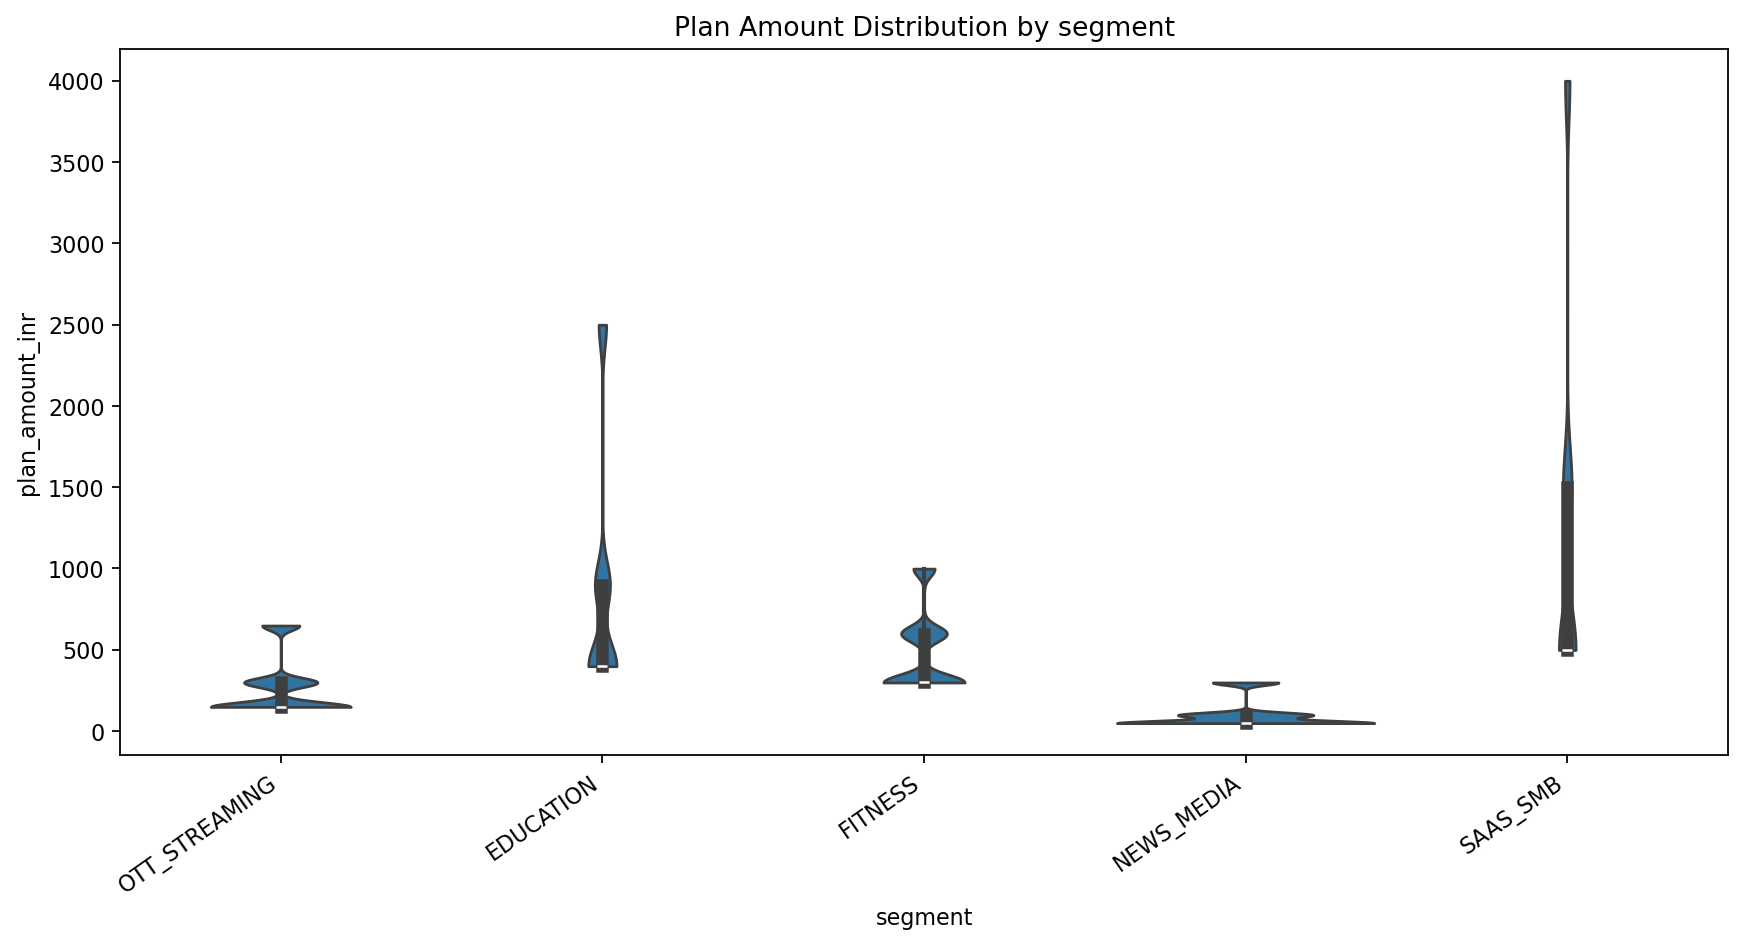 Plan Amount Distribution by segment
plan_amount_inr
4000
3500
3000
2500
2000
1500
1000
500
0
OTT_STREAMING
EDUCATION
FITNESS
NEWS_MEDIA
SAAS_SMB
segment